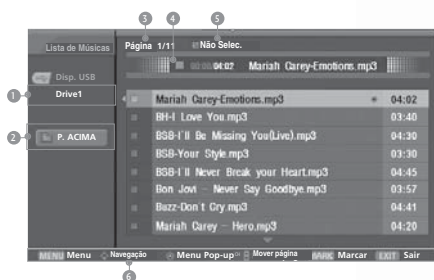 3 4 5
Lista de Músicas Página 1/11 Não Selec.
04:02 Mariah Carey-Emotions.mp3
USB Disp. USB
1 Drive1
Mariah Carey-Emotions.mp3 04:02
BH-I Love You.mp3 03:40
2 P. ACIMA
BSB-I`ll Be Missing You(Live).mp3 03:30
BSB-Your Style.mp3 03:30
BSB-I`ll Never Break your Heart.mp3 04:45
Bon Jovi - Never Say Goodbye.mp3 03:57
Buzz-Don`t Cry.mp3 04:41
Mariah Carey - Hero.mp3 04:20
MENU Menu Navegação Menu Pop-up Mover página MARK Marcar EXIT Sair
6